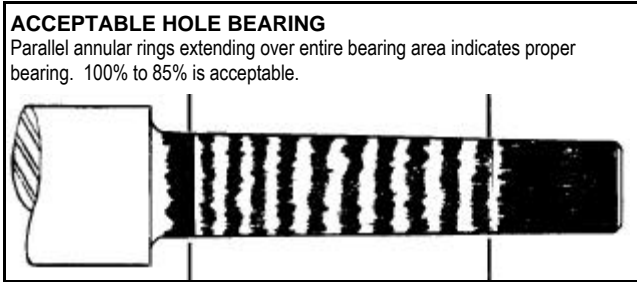 ACCEPTABLE HOLE BEARING
Parallel annular rings extending over entire bearing area indicates proper
bearing.  100% to 85% is acceptable.